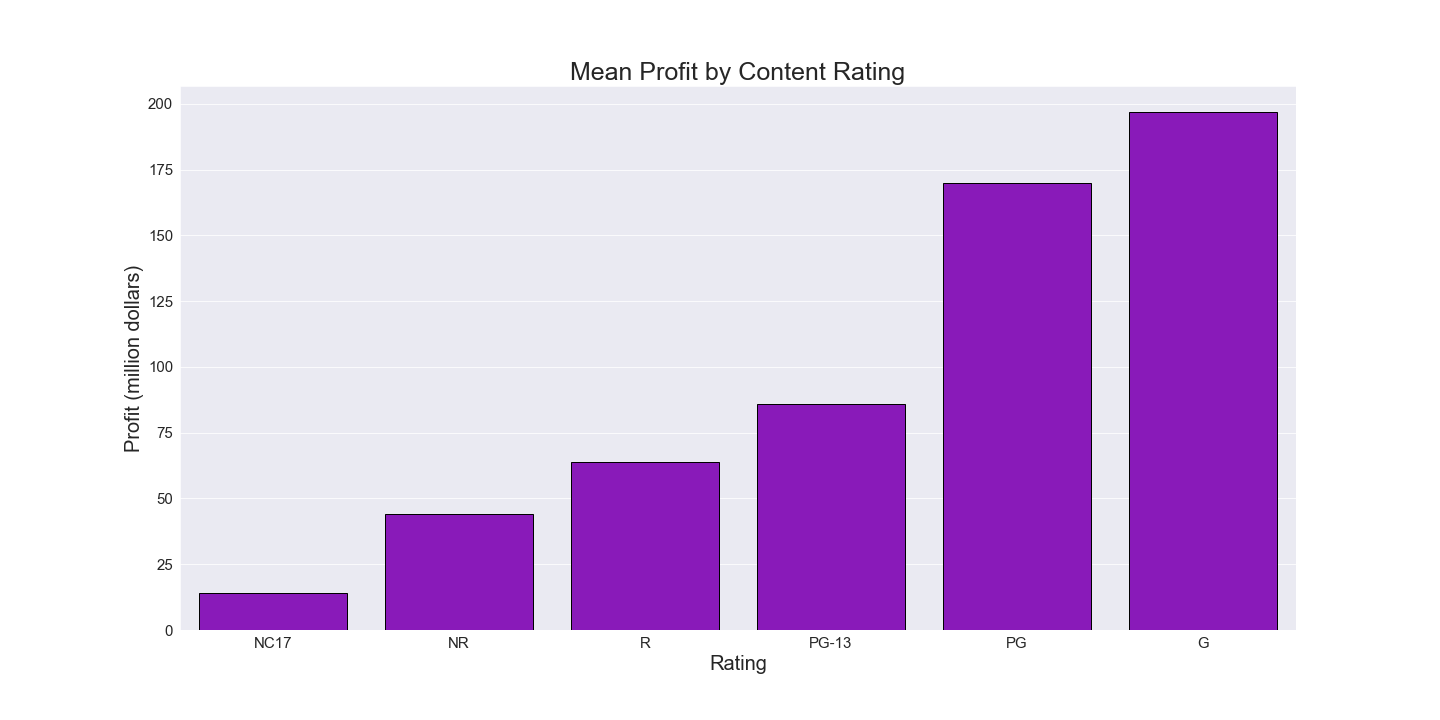 Mean Profit by Content Rating
200
175
150
125
100
75
50
25
0
Profit (million dollars)
NC17 NR R PG-13 PG G
Rating